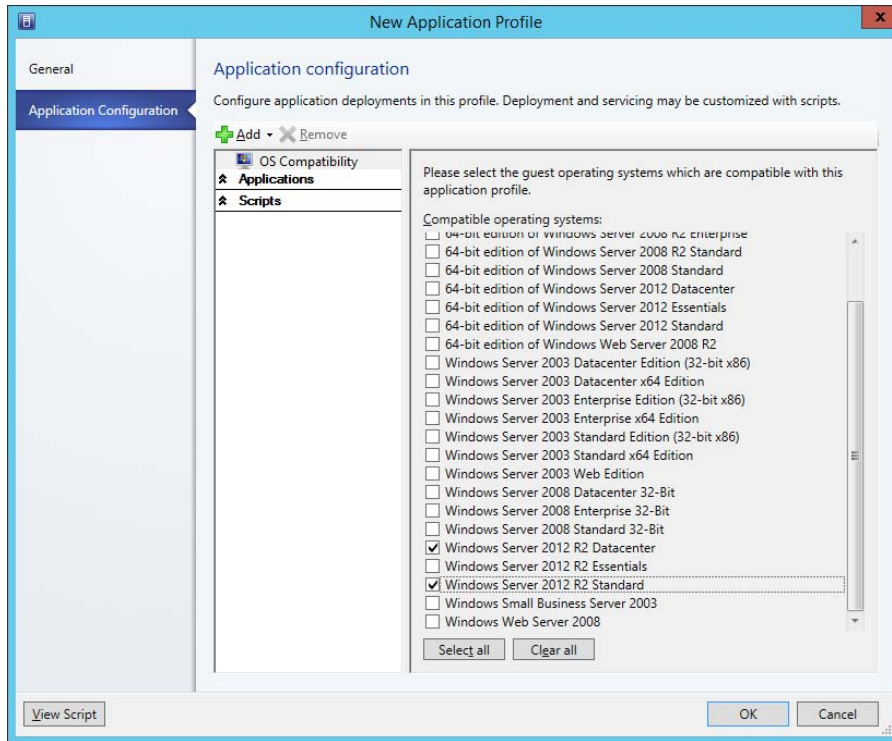 New Application Profile
x
General
Application Configuration
Application configuration
Configure application deployments in this profile. Deployment and servicing may be customized with scripts.
Add
Remove
OS Compatibility
Applications
Scripts
Please select the guest operating systems which are compatible with this
application profile.
Compatible operating systems:
64-bit edition of Windows Server 2008 R2 Enterprise
64-bit edition of Windows Server 2008 R2 Standard
64-bit edition of Windows Server 2008 Standard
64-bit edition of Windows Server 2012 Datacenter
64-bit edition of Windows Server 2012 Essentials
64-bit edition of Windows Server 2012 Standard
64-bit edition of Windows Web Server 2008 R2
Windows Server 2003 Datacenter Edition (32-bit x86)
Windows Server 2003 Datacenter x64 Edition
Windows Server 2003 Enterprise Edition (32-bit x86)
Windows Server 2003 Enterprise x64 Edition
Windows Server 2003 Standard Edition (32-bit x86)
Windows Server 2003 Standard x64 Edition
Windows Server 2003 Web Edition
Windows Server 2008 Datacenter 32-Bit
Windows Server 2008 Enterprise 32-Bit
Windows Server 2008 Standard 32-Bit
Windows Server 2012 R2 Datacenter
Windows Server 2012 R2 Essentials
Windows Server 2012 R2 Standard
Windows Small Business Server 2003
Windows Web Server 2008
Select all
Clear all
View Script
OK
Cancel